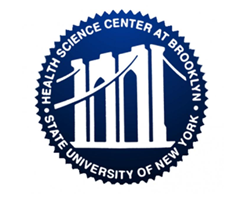 HEALTH SCIENCE CENTER AT BROOKLYN
STATE UNIVERSITY OF NEW YORK